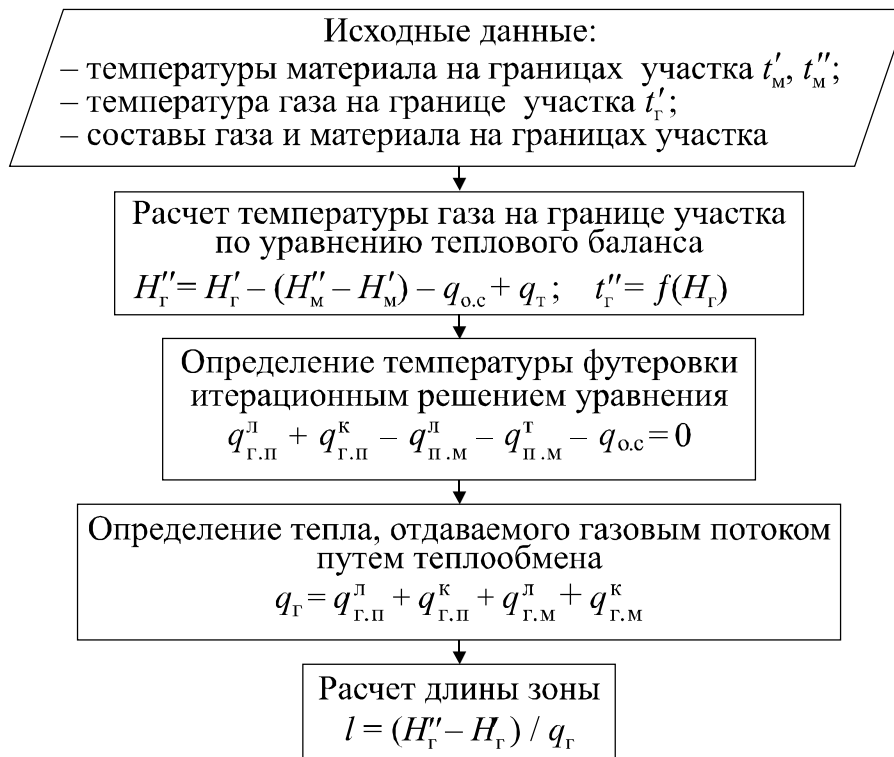 Исходные данные:
– температуры материала на границах участка t′м, t″м;
– температура газа на границе участка t′г;
– составы газа и материала на границах участка
Расчет температуры газа на границе участка
по уравнению теплового баланса
H″г = H′г – (H″м – H′м) – qо.с + qт; t″г = f(Hг)
Определение температуры футеровки
итерационным решением уравнения
qлг.п + qкг.п – qлп.м – qтп.м – qо.с = 0
Определение тепла, отдаваемого газовым потоком
путем теплообмена
qг = qлг.п + qкг.п + qлг.м + qкг.м
Расчет длины зоны
l = (H″г – H′г) / qг